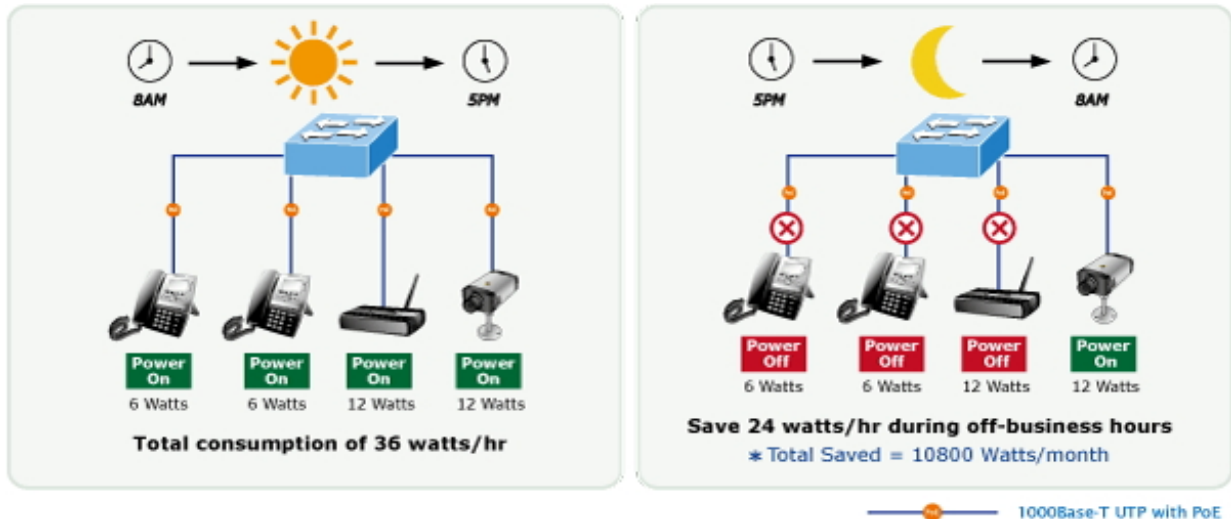 8AM
5PM
Power
On
6 Watts
Power
On
6 Watts
Power
On
12 Watts
Power
On
12 Watts
Total consumption of 36 watts/hr
5PM
8AM
Power
Off
6 Watts
Power
Off
6 Watts
Power
Off
12 Watts
Power
On
12 Watts
Save 24 watts/hr during off-business hours
* Total Saved = 10800 Watts/month
PoE
1000Base-T UTP with PoE